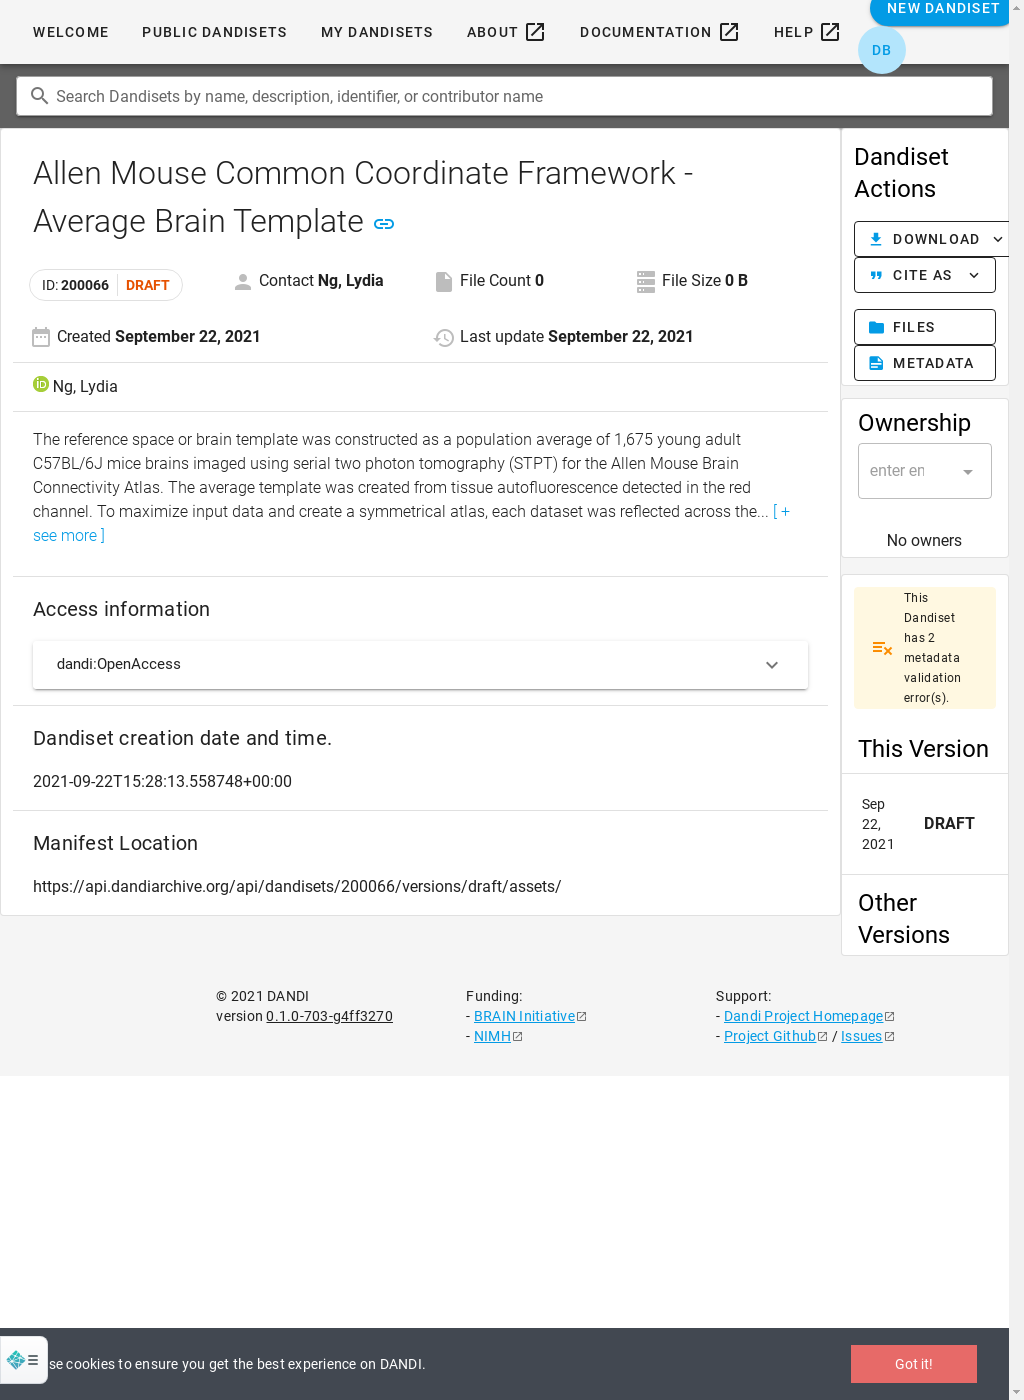 WELCOME PUBLIC DANDISETS MY DANDISETS ABOUT DOCUMENTATION HELP NEW DANDISET
DB
Search Dandisets by name, description, identifier, or contributor name
Allen Mouse Common Coordinate Framework -
Average Brain Template
ID: 200066 DRAFT Contact Ng, Lydia File Count 0 File Size 0 B
Created September 22, 2021 Last update September 22, 2021
iD Ng, Lydia
The reference space or brain template was constructed as a population average of 1,675 young adult
C57BL/6J mice brains imaged using serial two photon tomography (STPT) for the Allen Mouse Brain
Connectivity Atlas. The average template was created from tissue autofluorescence detected in the red
channel. To maximize input data and create a symmetrical atlas, each dataset was reflected across the... [ +
see more ]
Access information
dandi:OpenAccess
Dandiset creation date and time.
2021-09-22T15:28:13.558748+00:00
Manifest Location
https://api.dandiarchive.org/api/dandisets/200066/versions/draft/assets/
Dandiset
Actions
DOWNLOAD
CITE AS
FILES
METADATA
Ownership
enter en
No owners
This
Dandiset
has 2
metadata
validation
error(s).
This Version
Sep
22,
2021
DRAFT
Other
Versions
© 2021 DANDI
version 0.1.0-703-g4ff3270
Funding:
- BRAIN Initiative
- NIMH
Support:
- Dandi Project Homepage
- Project Github / Issues
se cookies to ensure you get the best experience on DANDI.
Got it!